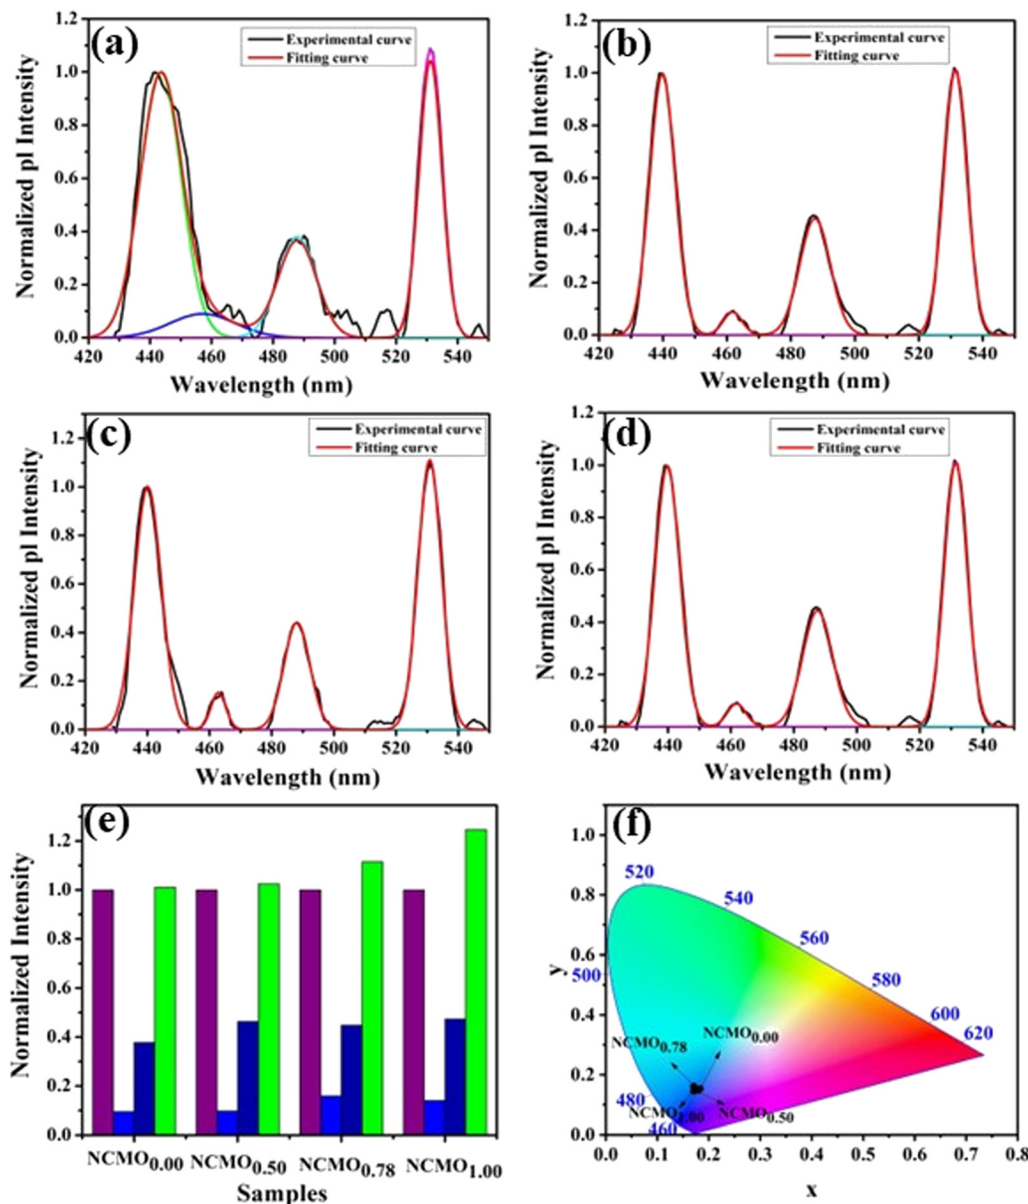 (a)
Experimental curve
Fitting curve
Normalized pl Intensity
1.2
1.0
0.8
0.6
0.4
0.2
0.0
420 440 460 480 500 520 540
Wavelength (nm)
(b)
Experimental curve
Fitting curve
Normalized pl Intensity
1.2
1.0
0.8
0.6
0.4
0.2
0.0
420 440 460 480 500 520 540
Wavelength (nm)
(c)
Experimental curve
Fitting curve
Normalized pl Intensity
1.2
1.0
0.8
0.6
0.4
0.2
0.0
420 440 460 480 500 520 540
Wavelength (nm)
(d)
Experimental curve
Fitting curve
Normalized pl Intensity
1.2
1.0
0.8
0.6
0.4
0.2
0.0
420 440 460 480 500 520 540
Wavelength (nm)
(e)
Normalized Intensity
1.2
1.0
0.8
0.6
0.4
0.2
0.0
NCMO0.00 NCMO0.50 NCMO0.78 NCMO1.00
Samples
(f)
y
1.0
0.8
0.6
0.4
0.2
0.0
520
540
560
500
580
600
620
480
460
NCMO0.00
NCMO0.78
NCMO0.50
NCMO1.00
0.0 0.1 0.2 0.3 0.4 0.5 0.6 0.7 0.8
x